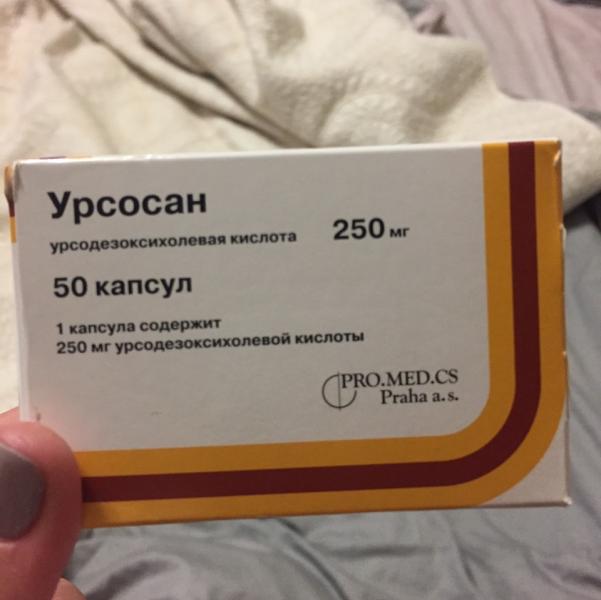 Урсосан
урсодезоксихолевая кислота 250 мг
50 капсул
1 капсула содержит
250 мг урсодезоксихолевой кислоты
PRO.MED.CS
Praha a.s.